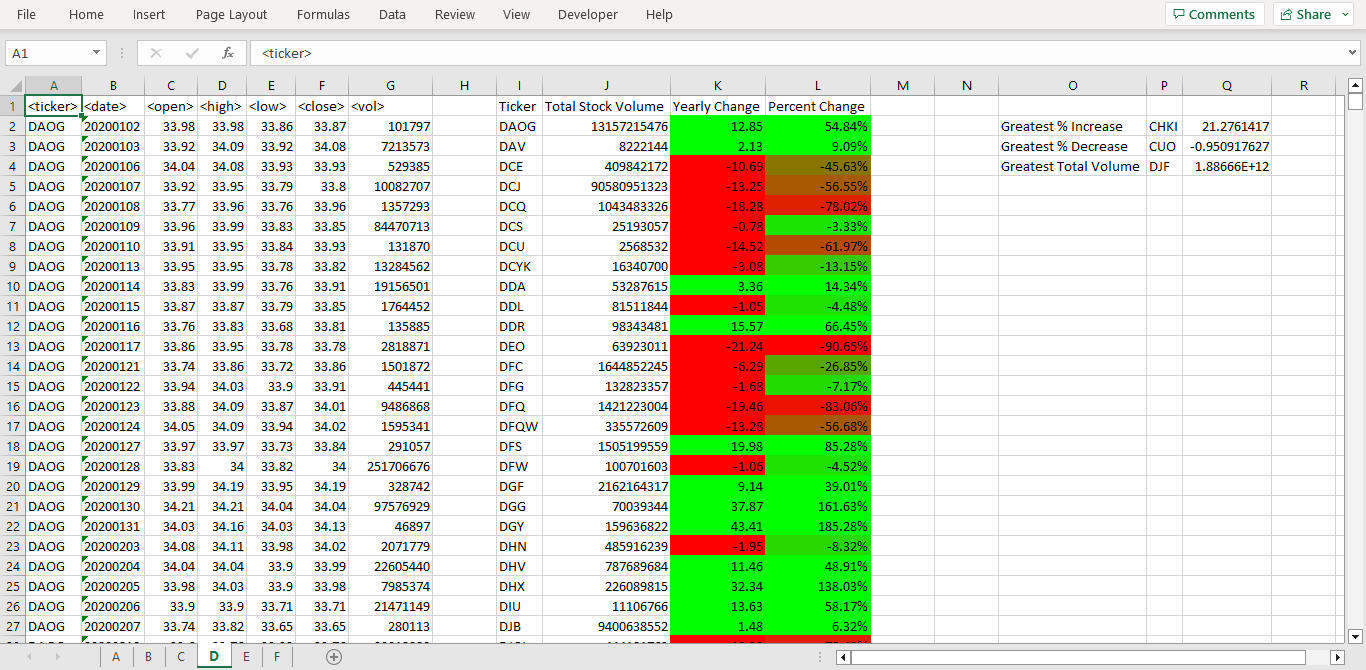 File Home Insert Page Layout Formulas Data Review View Developer Help Comments Share
A1 fx <ticker>
A B C D E F G H I J K L M N O P Q R
1 <ticker> <date> <open> <high> <low> <close> <vol> Ticker Total Stock Volume Yearly Change Percent Change
2 DAOG 20200102 33.98 33.98 33.86 33.87 101797 DAOG 13157215476 12.85 54.84% Greatest % Increase CHKI 21.2761417
3 DAOG 20200103 33.92 34.09 33.92 34.08 7213573 DAV 8222144 2.13 9.09% Greatest % Decrease CUO -0.950917627
4 DAOG 20200106 34.04 34.08 33.93 33.93 529385 DCE 409842172 -10.69 -45.63% Greatest Total Volume DJF 1.88666E+12
5 DAOG 20200107 33.92 33.95 33.79 33.8 10082707 DCJ 90580951323 -13.25 -56.55%
6 DAOG 20200108 33.77 33.96 33.76 33.96 1357293 DCQ 1043483326 -18.28 -78.02%
7 DAOG 20200109 33.96 33.99 33.83 33.85 84470713 DCS 25193057 -0.78 -3.33%
8 DAOG 20200110 33.91 33.95 33.84 33.93 131870 DCU 2568532 -14.52 -61.97%
9 DAOG 20200113 33.95 33.95 33.78 33.82 13284562 DCYK 16340700 -3.08 -13.15%
10 DAOG 20200114 33.83 33.99 33.76 33.91 19156501 DDA 53287615 3.36 14.34%
11 DAOG 20200115 33.87 33.87 33.79 33.85 1764452 DDL 81511844 -1.05 -4.48%
12 DAOG 20200116 33.76 33.83 33.68 33.81 135885 DDR 98343481 15.57 66.45%
13 DAOG 20200117 33.86 33.95 33.78 33.78 2818871 DEO 63923011 -21.24 -90.65%
14 DAOG 20200121 33.74 33.86 33.72 33.86 1501872 DFC 1644852245 -6.29 -26.85%
15 DAOG 20200122 33.94 34.03 33.9 33.91 445441 DFG 132823357 -1.68 -7.17%
16 DAOG 20200123 33.88 34.09 33.87 34.01 9486868 DFQ 1421223004 -19.46 -83.06%
17 DAOG 20200124 34.05 34.09 33.94 34.02 1595341 DFQW 335572609 -13.28 -56.68%
18 DAOG 20200127 33.97 33.97 33.73 33.84 291057 DFS 1505199559 19.98 85.28%
19 DAOG 20200128 33.83 34 33.82 34 251706676 DFW 100701603 -1.06 -4.52%
20 DAOG 20200129 33.99 34.19 33.95 34.19 328742 DGF 2162164317 9.14 39.01%
21 DAOG 20200130 34.21 34.21 34.04 34.04 97576929 DGG 70039344 37.87 161.63%
22 DAOG 20200131 34.03 34.16 34.03 34.13 46897 DGY 159636822 43.41 185.28%
23 DAOG 20200203 34.08 34.11 33.98 34.02 2071779 DHN 485916239 -1.95 -8.32%
24 DAOG 20200204 34.04 34.04 33.9 33.99 22605440 DHV 787689684 11.46 48.91%
25 DAOG 20200205 33.98 34.03 33.9 33.98 7985374 DHX 226089815 32.34 138.03%
26 DAOG 20200206 33.9 33.9 33.71 33.71 21471149 DIU 11106766 13.63 58.17%
27 DAOG 20200207 33.74 33.82 33.65 33.65 280113 DJB 9400638552 1.48 6.32%
A B C D E F